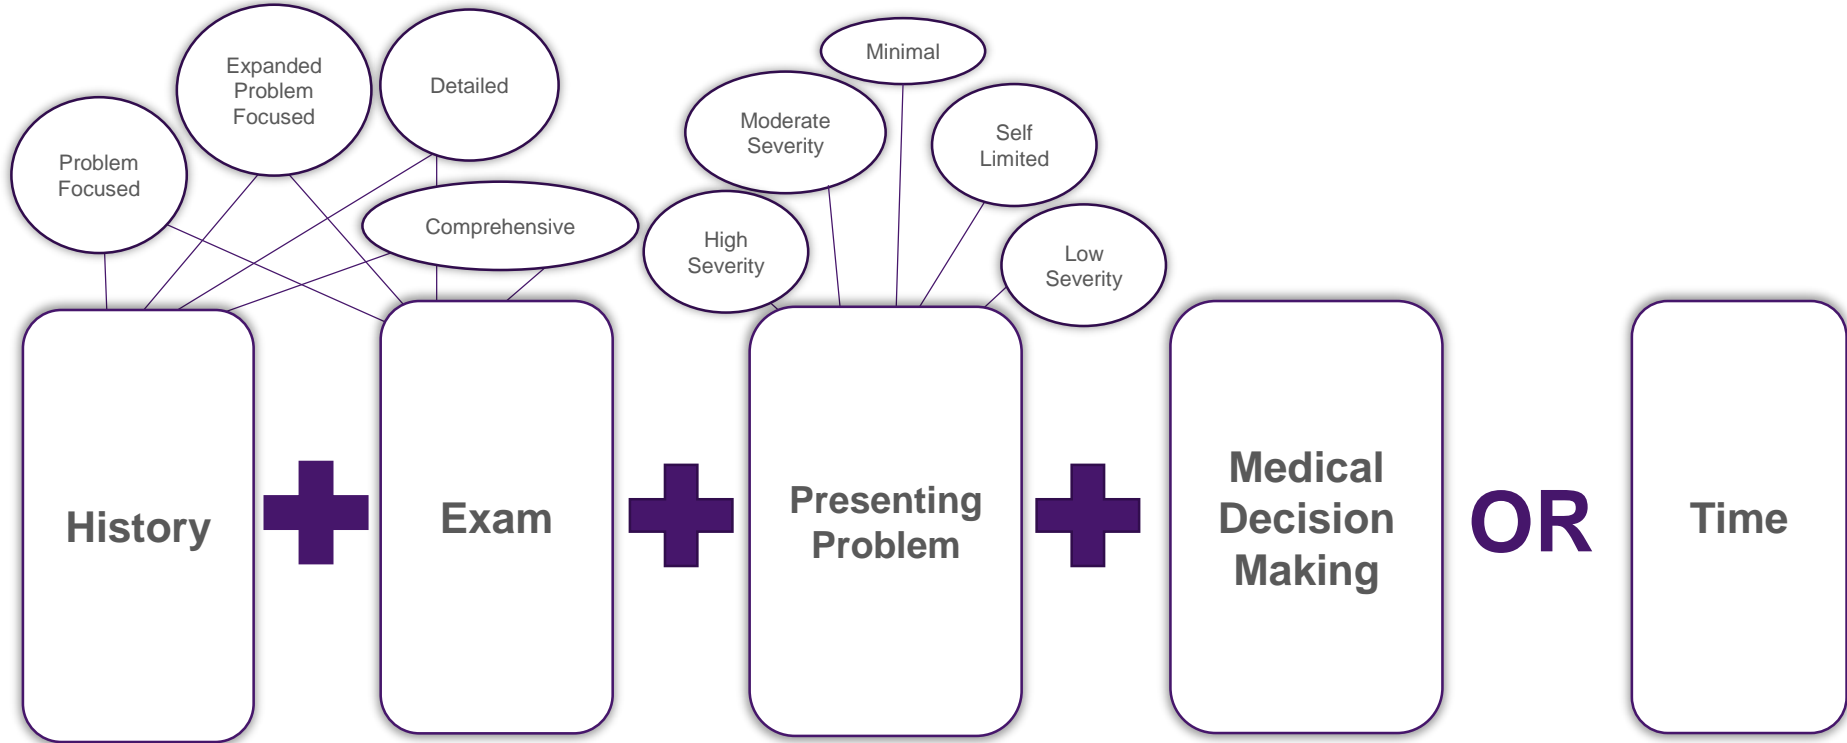 Problem
Focused
Expanded
Problem
Focused
Detailed
Comprehensive
High
Severity
Moderate
Severity
Minimal
Self
Limited
Low
Severity
History
Exam
Presenting
Problem
Medical
Decision
Making
OR
Time